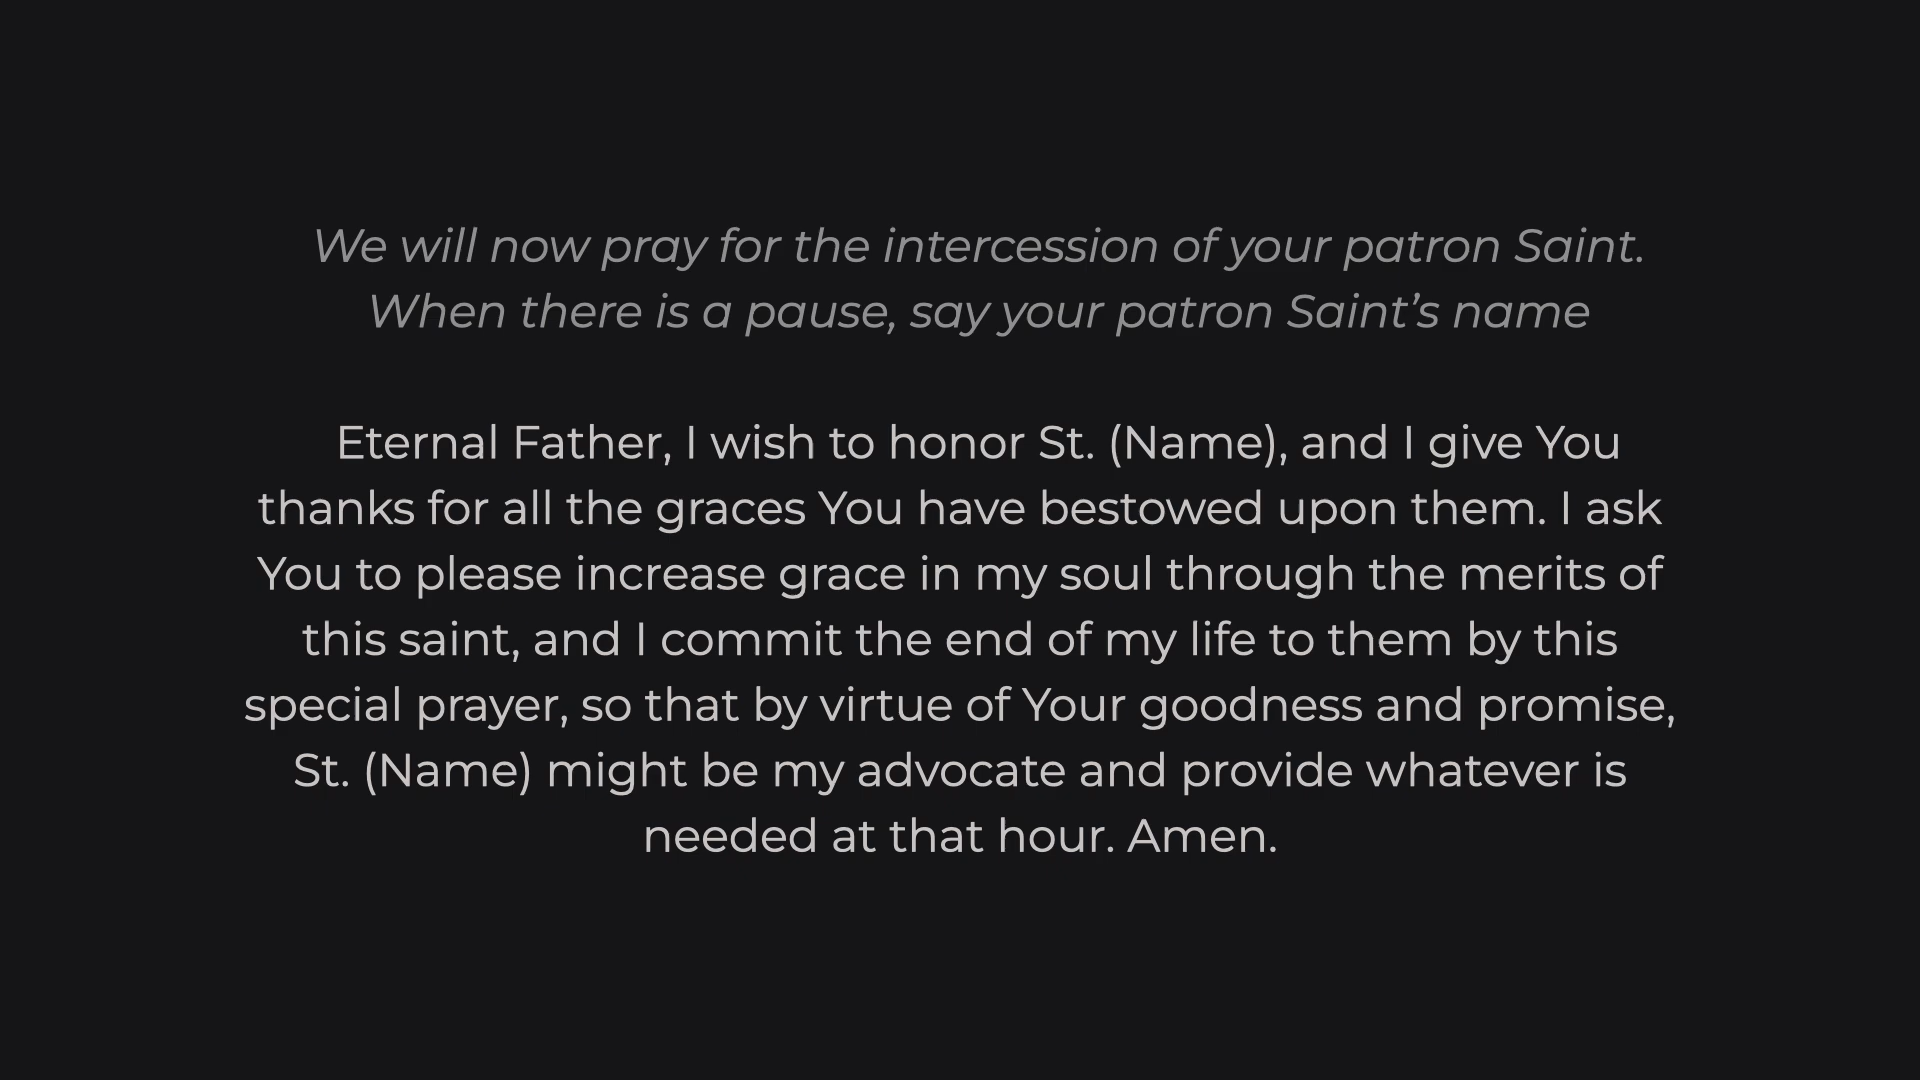 We will now pray for the intercession of your patron Saint.
When there is a pause, say your patron Saint’s name
Eternal Father, I wish to honor St. (Name), and I give You
thanks for all the graces You have bestowed upon them. I ask
You to please increase grace in my soul through the merits of
this saint, and I commit the end of my life to them by this
special prayer, so that by virtue of Your goodness and promise,
St. (Name) might be my advocate and provide whatever is
needed at that hour. Amen.